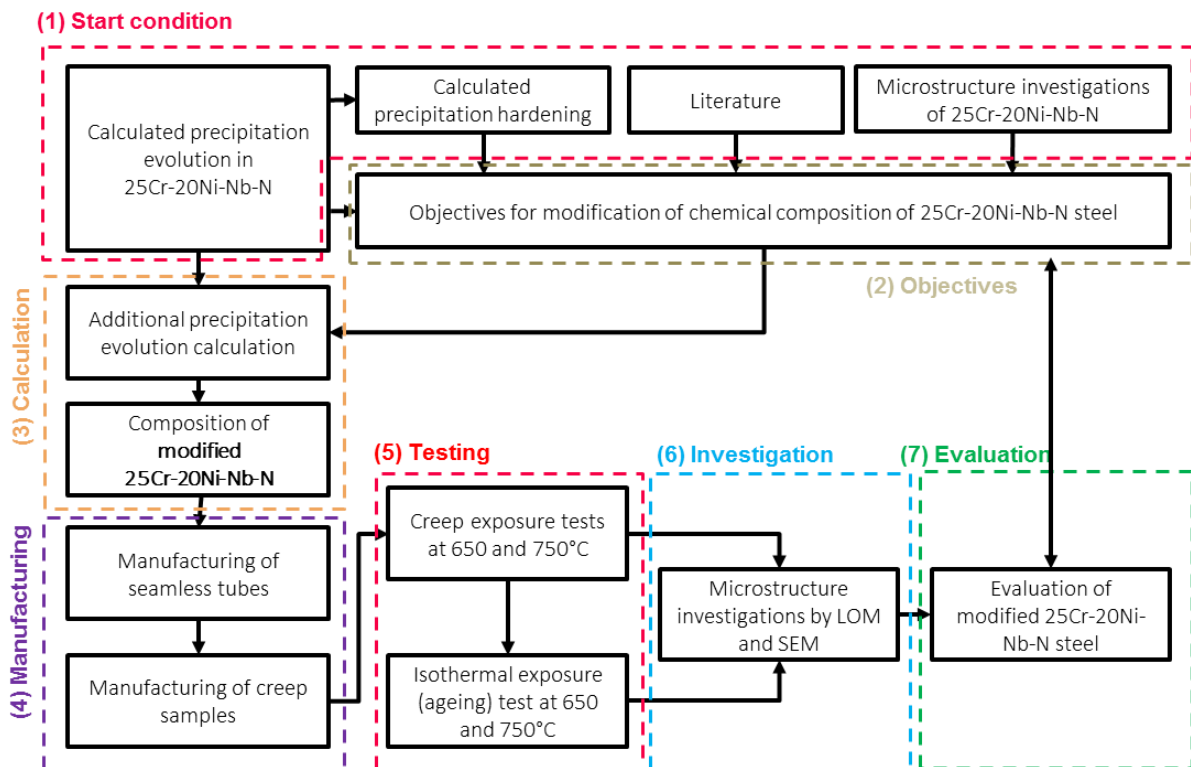 (1) Start condition
Calculated precipitation
evolution in
25Cr-20Ni-Nb-N
Calculated
precipitation hardening
Literature
Microstructure investigations
of 25Cr-20Ni-Nb-N
Objectives for modification of chemical composition of 25Cr-20Ni-Nb-N steel
(2) Objectives
(3) Calculation
Additional precipitation
evolution calculation
Composition of
modified
25Cr-20Ni-Nb-N
(4) Manufacturing
Manufacturing of
seamless tubes
Manufacturing of creep
samples
(5) Testing
Creep exposure tests
at 650 and 750°C
Isothermal exposure
(ageing) test at 650
and 750°C
(6) Investigation
Microstructure
investigations by LOM
and SEM
(7) Evaluation
Evaluation of
modified 25Cr-20Ni-
Nb-N steel